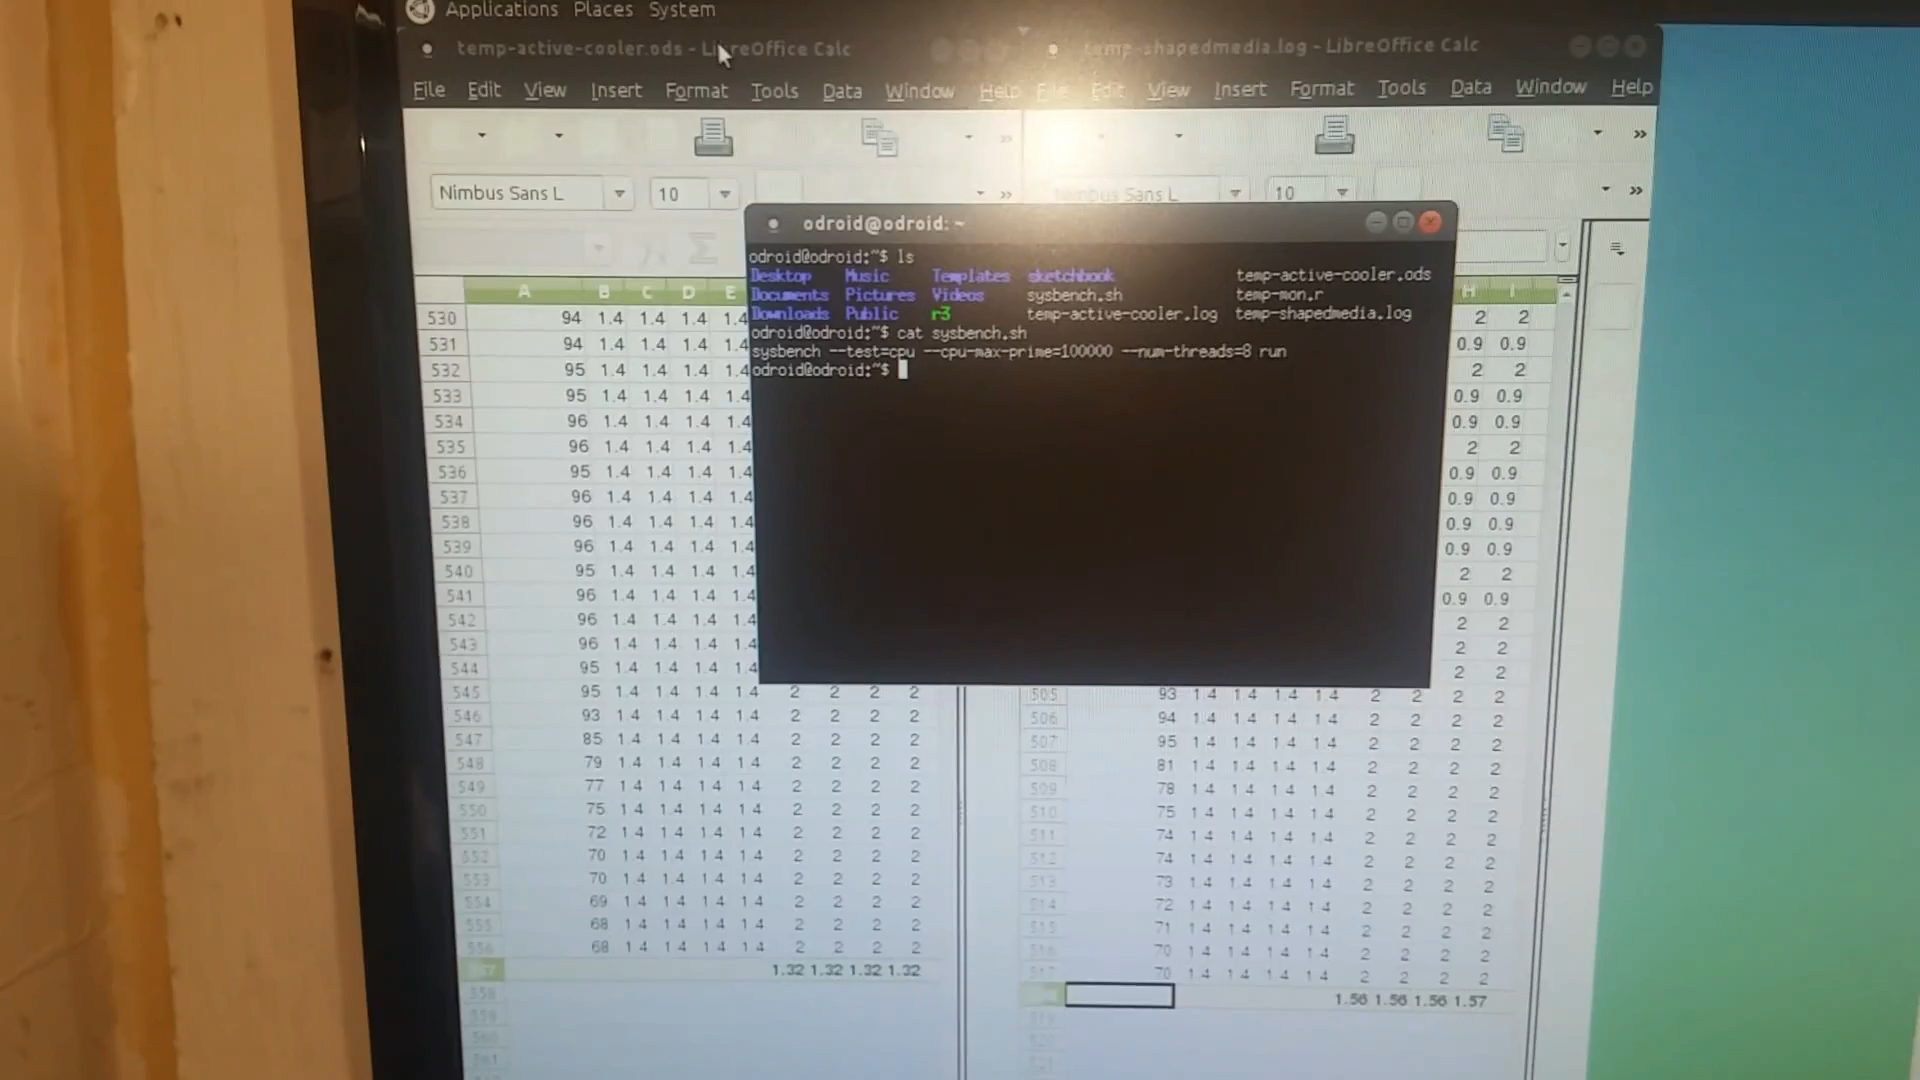 Applications Places System
temp-active-cooler.ods - LibreOffice Calc
temp-shapedmedia.log - LibreOffice Calc
File Edit View Insert Format Tools Data Window Help
File Edit View Insert Format Tools Data Window Help
Nimbus Sans L 10
Nimbus Sans L 10
odroid@odroid: ~
odroid@odroid:~$ ls
Desktop Music Templates sketchbook temp-active-cooler.ods
Documents Pictures Videos sysbench.sh temp-mon.r
Downloads Public r3 temp-active-cooler.log temp-shapedmedia.log
odroid@odroid:~$ cat sysbench.sh
sysbench --test=cpu --cpu-max-prime=100000 --num-threads=8 run
odroid@odroid:~$
A B C D E
530 94 1.4 1.4 1.4 1.4
531 94 1.4 1.4 1.4 1.4
532 95 1.4 1.4 1.4 1.4
533 95 1.4 1.4 1.4 1.4
534 96 1.4 1.4 1.4 1.4
535 96 1.4 1.4 1.4 1.4
536 95 1.4 1.4 1.4 1.4
537 96 1.4 1.4 1.4 1.4
538 96 1.4 1.4 1.4 1.4
539 96 1.4 1.4 1.4 1.4
540 95 1.4 1.4 1.4 1.4
541 96 1.4 1.4 1.4 1.4
542 96 1.4 1.4 1.4 1.4
543 96 1.4 1.4 1.4 1.4
544 95 1.4 1.4 1.4 1.4
545 95 1.4 1.4 1.4 1.4 2 2 2 2
546 93 1.4 1.4 1.4 1.4 2 2 2 2
547 85 1.4 1.4 1.4 1.4 2 2 2 2
548 79 1.4 1.4 1.4 1.4 2 2 2 2
549 77 1.4 1.4 1.4 1.4 2 2 2 2
550 75 1.4 1.4 1.4 1.4 2 2 2 2
551 72 1.4 1.4 1.4 1.4 2 2 2 2
552 70 1.4 1.4 1.4 1.4 2 2 2 2
553 70 1.4 1.4 1.4 1.4 2 2 2 2
554 69 1.4 1.4 1.4 1.4 2 2 2 2
555 68 1.4 1.4 1.4 1.4 2 2 2 2
556 68 1.4 1.4 1.4 1.4 2 2 2 2
1.32 1.32 1.32 1.32
558
559
560
561
H I
2 2
0.9 0.9
2 2
0.9 0.9
0.9 0.9
2 2
0.9 0.9
0.9 0.9
0.9 0.9
0.9 0.9
2 2
0.9 0.9
2 2
2 2
2 2
505 93 1.4 1.4 1.4 1.4 2 2 2 2
506 94 1.4 1.4 1.4 1.4 2 2 2 2
507 95 1.4 1.4 1.4 1.4 2 2 2 2
508 81 1.4 1.4 1.4 1.4 2 2 2 2
509 78 1.4 1.4 1.4 1.4 2 2 2 2
510 75 1.4 1.4 1.4 1.4 2 2 2 2
511 74 1.4 1.4 1.4 1.4 2 2 2 2
512 74 1.4 1.4 1.4 1.4 2 2 2 2
513 73 1.4 1.4 1.4 1.4 2 2 2 2
514 72 1.4 1.4 1.4 1.4 2 2 2 2
515 71 1.4 1.4 1.4 1.4 2 2 2 2
516 70 1.4 1.4 1.4 1.4 2 2 2 2
517 70 1.4 1.4 1.4 1.4 2 2 2 2
1.56 1.56 1.56 1.57